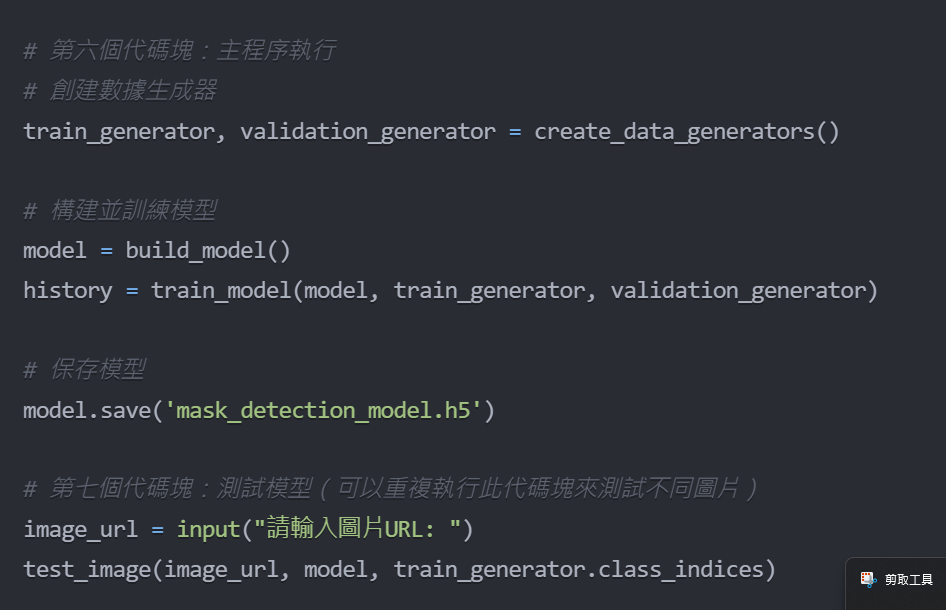 # 第六個代碼塊：主程序執行
# 創建數據生成器
train_generator, validation_generator = create_data_generators()
# 構建並訓練模型
model = build_model()
history = train_model(model, train_generator, validation_generator)
# 保存模型
model.save('mask_detection_model.h5')
# 第七個代碼塊：測試模型（可以重複執行此代碼塊來測試不同圖片）
image_url = input("請輸入圖片URL: ")
test_image(image_url, model, train_generator.class_indices)
剪取工具